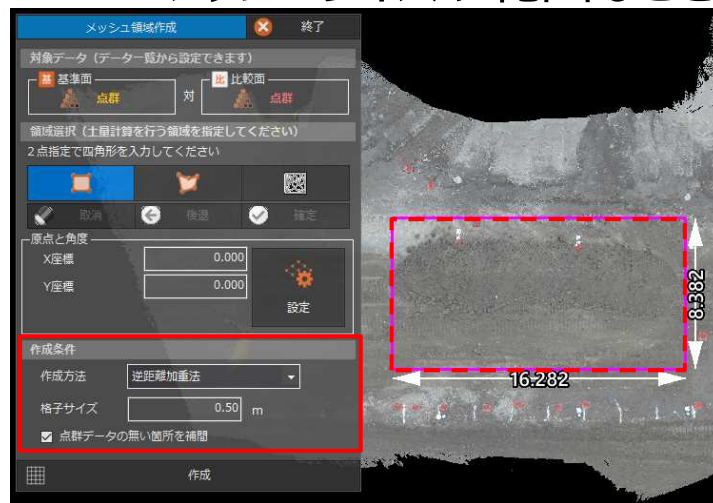 メッシュ領域作成
終了
対象データ (データ一覧から設定できます)
基 基準面
点群
対
比 比較面
点群
領域選択 (土量計算を行う領域を指定してください)
2点指定で四角形を入力してください
取消
後退
確定
原点と角度
X座標 0.000
Y座標 0.000
設定
作成条件
作成方法 逆距離加重法
格子サイズ 0.50 m
点群データの無い箇所を補間
作成
8.382
16.282